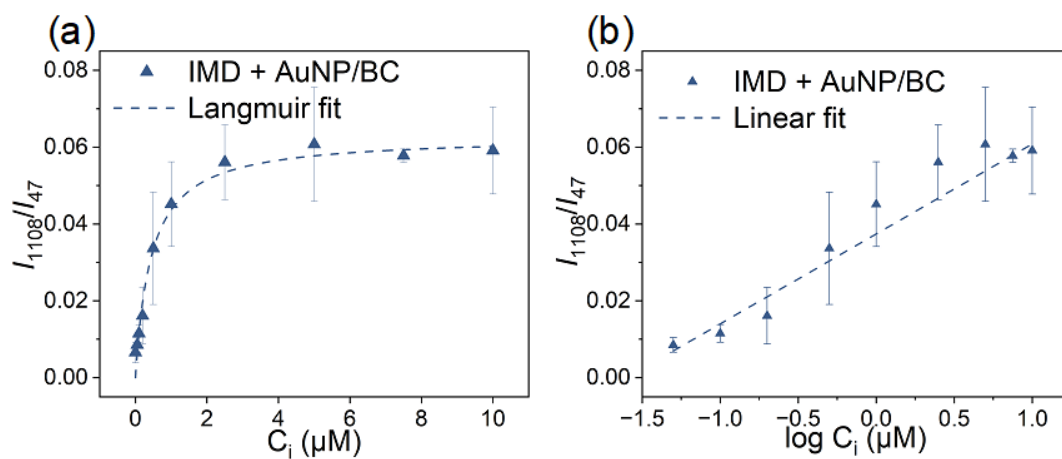 (a)
IMD + AuNP/BC
Langmuir fit
0.08
0.06
0.04
0.02
0.00
I1108/I47
0 2 4 6 8 10
Ci (μM)
(b)
IMD + AuNP/BC
Linear fit
0.08
0.06
0.04
0.02
0.00
I1108/I47
−1.5 −1.0 −0.5 0.0 0.5 1.0
log Ci (μM)